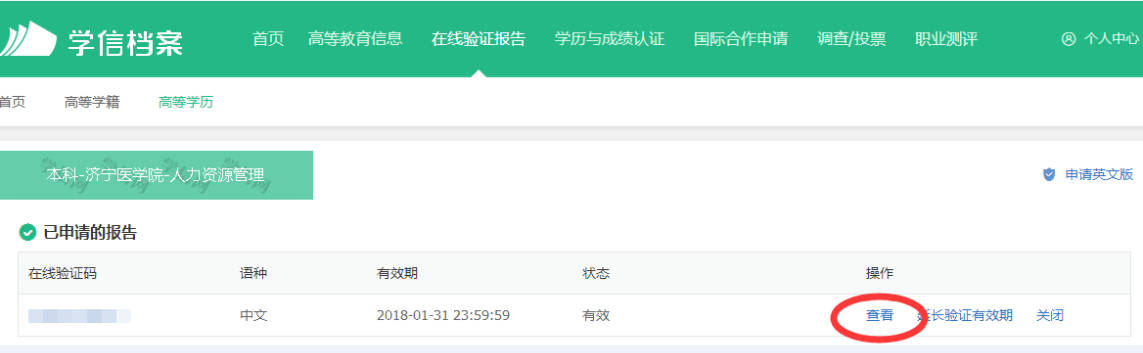 学信档案 首页 高等教育信息 在线验证报告 学历与成绩认证 国际合作申请 调查/投票 职业测评 个人中心
首页 高等学籍 高等学历
本科-济宁医学院-人力资源管理 申请英文版
已申请的报告
在线验证码 语种 有效期 状态 操作
中文 2018-01-31 23:59:59 有效 查看 延长验证有效期 关闭